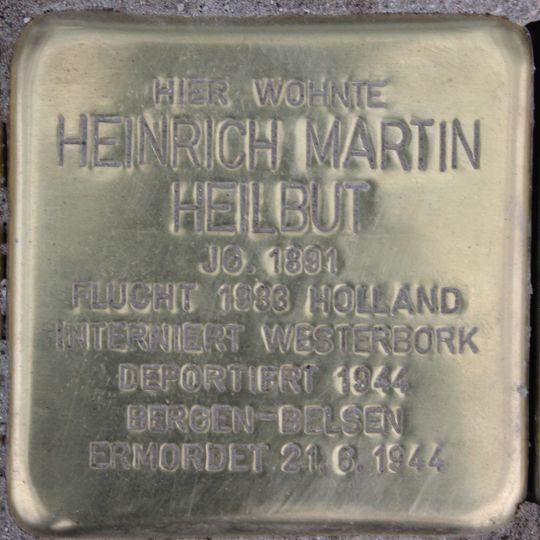 HIER WOHNTE
HEINRICH MARTIN
HEILBUT
JG. 1891
FLUCHT 1933 HOLLAND
INTERNIERT WESTERBORK
DEPORTIERT 1944
BERGEN-BELSEN
ERMORDET 21.6.1944